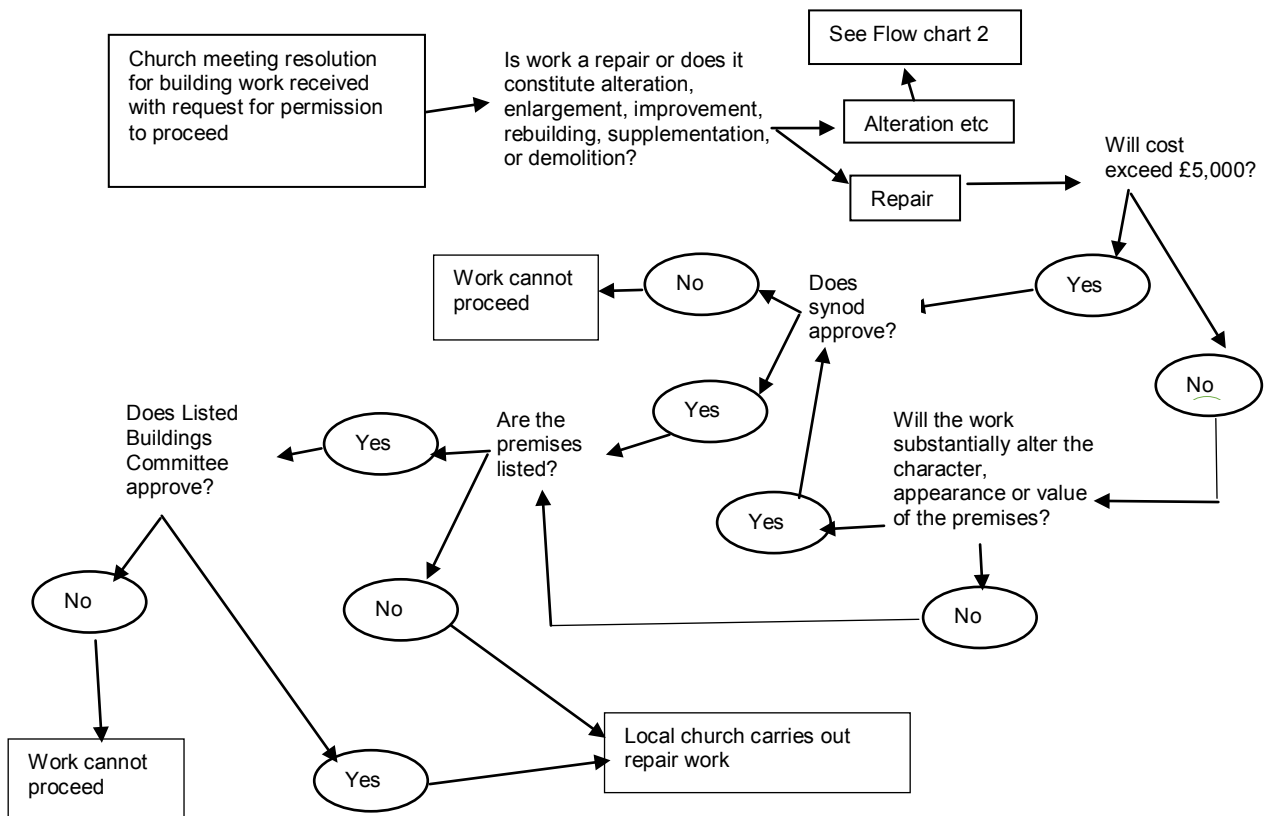 See Flow chart 2
Church meeting resolution
for building work received
with request for permission
to proceed
Is work a repair or does it
constitute alteration,
enlargement, improvement,
rebuilding, supplementation,
or demolition?
Alteration etc
Repair
Will cost
exceed £5,000?
Work cannot
proceed
No
Does
synod
approve?
Yes
No
Does Listed
Buildings
Committee
approve?
Yes
Are the
premises
listed?
Yes
Will the work
substantially alter the
character,
appearance or value
of the premises?
Yes
No
No
No
Local church carries out
repair work
Work cannot
proceed
Yes